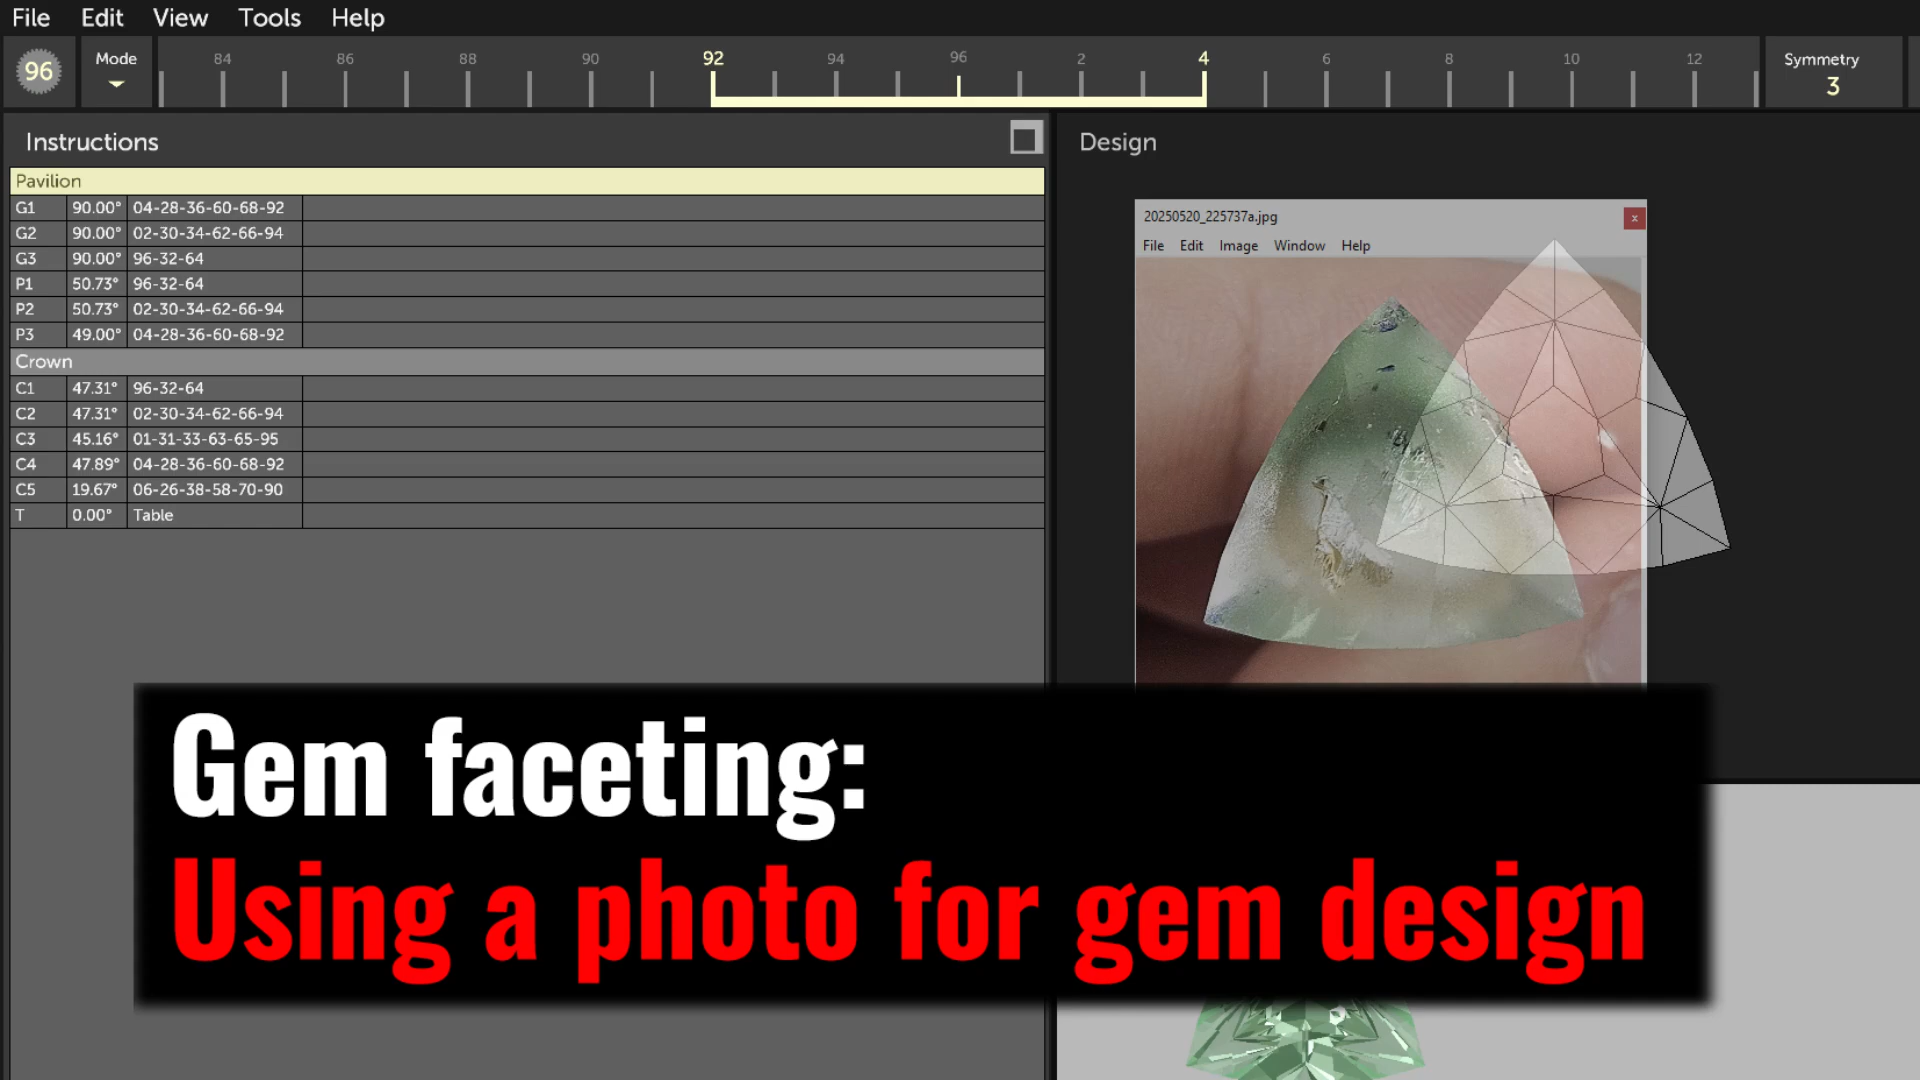 File Edit View Tools Help
96 Mode 84 86 88 90 92 94 96 2 4 6 8 10 12 Symmetry
3
Instructions
Pavilion
G1 90.00° 04-28-36-60-68-92
G2 90.00° 02-30-34-62-66-94
G3 90.00° 96-32-64
P1 50.73° 96-32-64
P2 50.73° 02-30-34-62-66-94
P3 49.00° 04-28-36-60-68-92
Crown
C1 47.31° 96-32-64
C2 47.31° 02-30-34-62-66-94
C3 45.16° 01-31-33-63-65-95
C4 47.89° 04-28-36-60-68-92
C5 19.67° 06-26-38-58-70-90
T 0.00° Table
Design
20250520_225737a.jpg x
File Edit Image Window Help
Gem faceting:
Using a photo for gem design